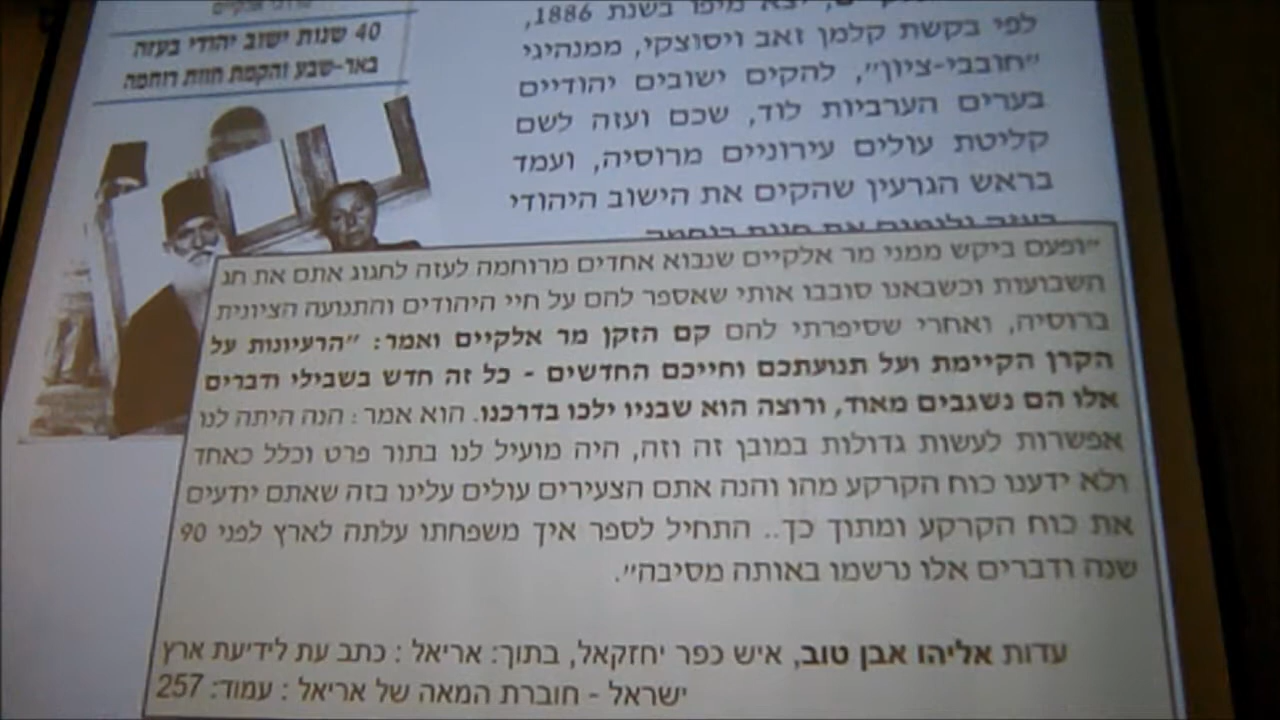 40 שנות ישוב יהודי בעזה
באר-שבע והקמת חוות רוחמה
יצא מיפו בשנת 1886,
לפי בקשת קלמן זאב ויסוצקי, ממנהיגי
"חובבי-ציון", להקים ישובים יהודיים
בערים הערביות לוד, שכם ועזה לשם
קליטת עולים עירוניים מרוסיה, ועמד
בראש הגרעין שהקים את הישוב היהודי
"ופעם ביקש ממני מר אלקיים שנבוא אחדים מרוחמה לעזה לחגוג אתם את חג
השבועות וכשבאנו סובבו אותי שאספר להם על חיי היהודים והתנועה הציונית
ברוסיה, ואחרי שסיפרתי להם קם הזקן מר אלקיים ואמר: "הרעיונות על
הקרן הקיימת ועל תנועתכם וחייכם החדשים - כל זה חדש בשבילי ודברים
אלו הם נשגבים מאוד, ורוצה הוא שבניו ילכו בדרכנו. הוא אמר: הנה היתה לנו
אפשרות לעשות גדולות במובן זה וזה, היה מועיל לנו בתור פרט וכלל כאחד
ולא ידענו כוח הקרקע מהו והנה אתם הצעירים עולים עלינו בזה שאתם יודעים
את כוח הקרקע ומתוך כך.. התחיל לספר איך משפחתו עלתה לארץ לפני 90
שנה ודברים אלו נרשמו באותה מסיבה".
עדות אליהו אבן טוב, איש כפר יחזקאל, בתוך: אריאל : כתב עת לידיעת ארץ
ישראל - חוברת המאה של אריאל : עמוד: 257